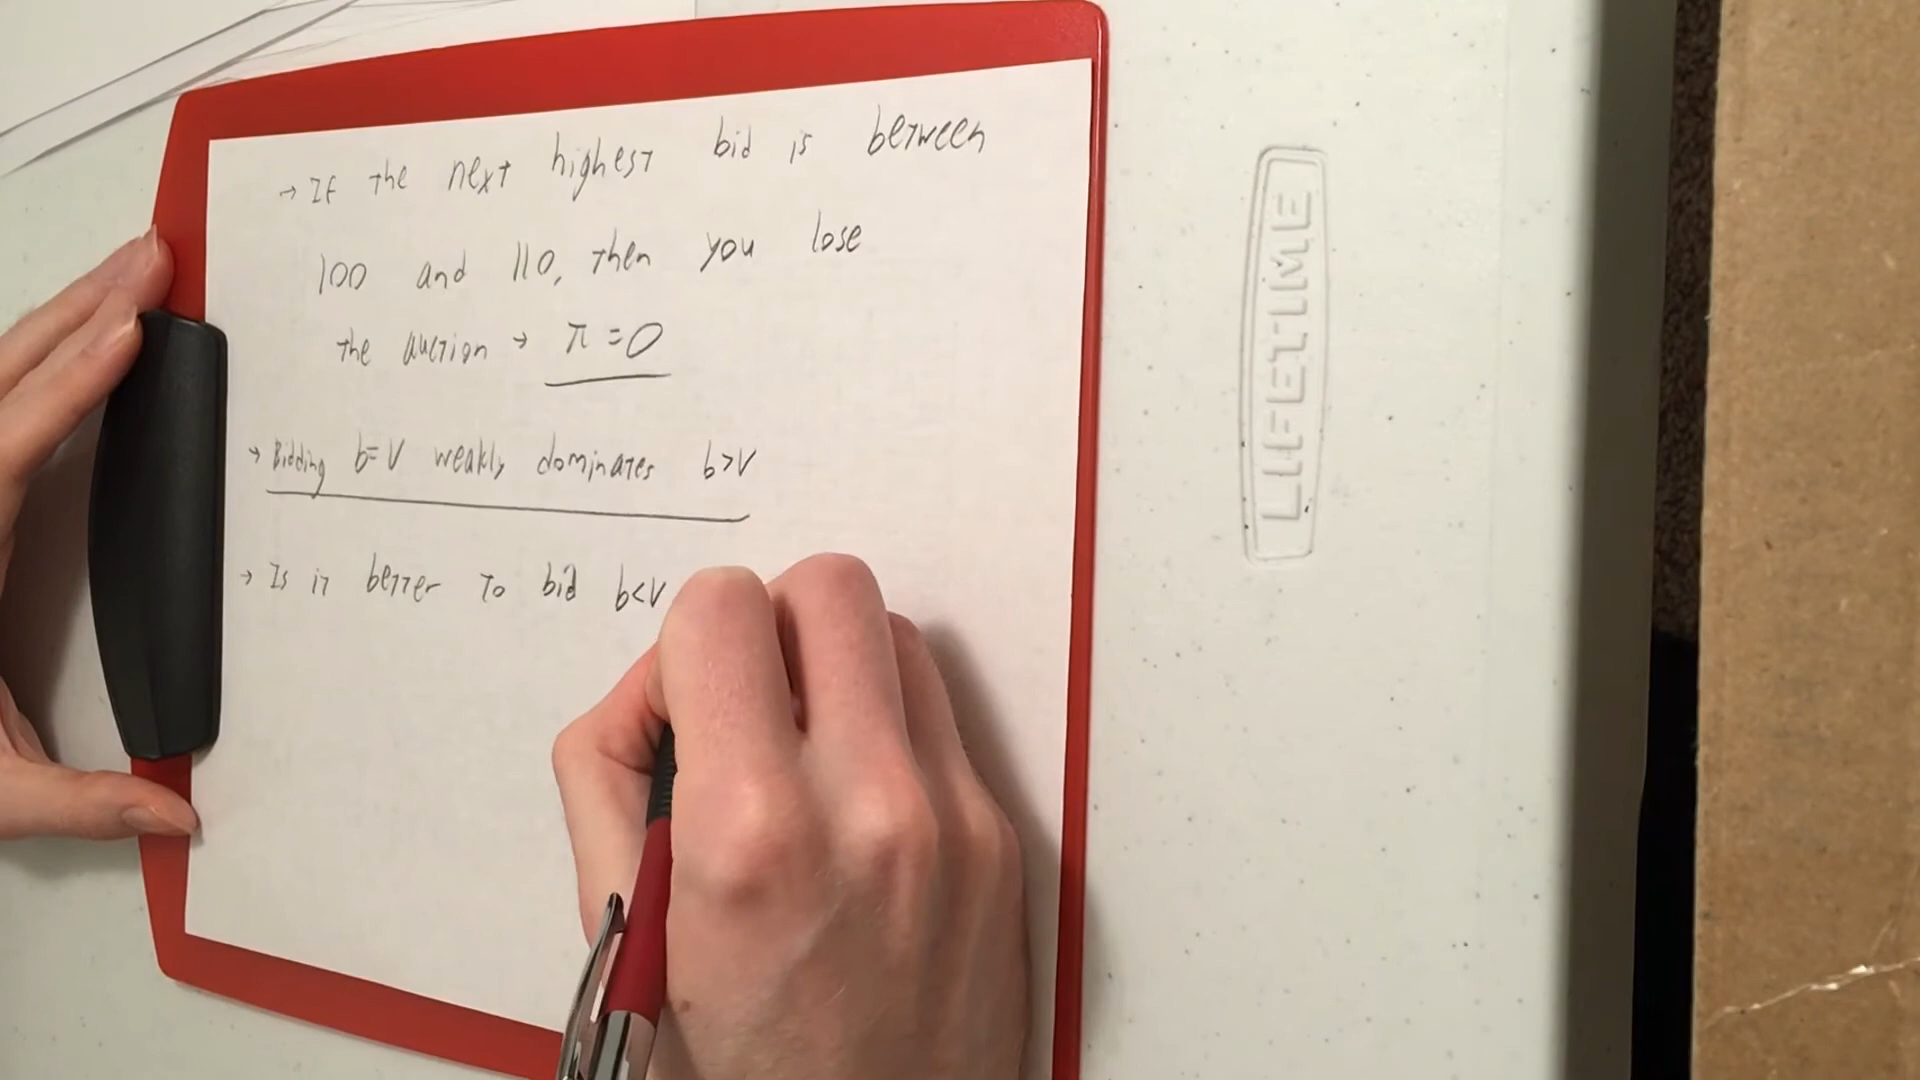 → If the next highest bid is between
100 and 110, then you lose
the auction → π = 0
→ Bidding b=V weakly dominates b>V
→ Is it better to bid b<V
LIFETIME